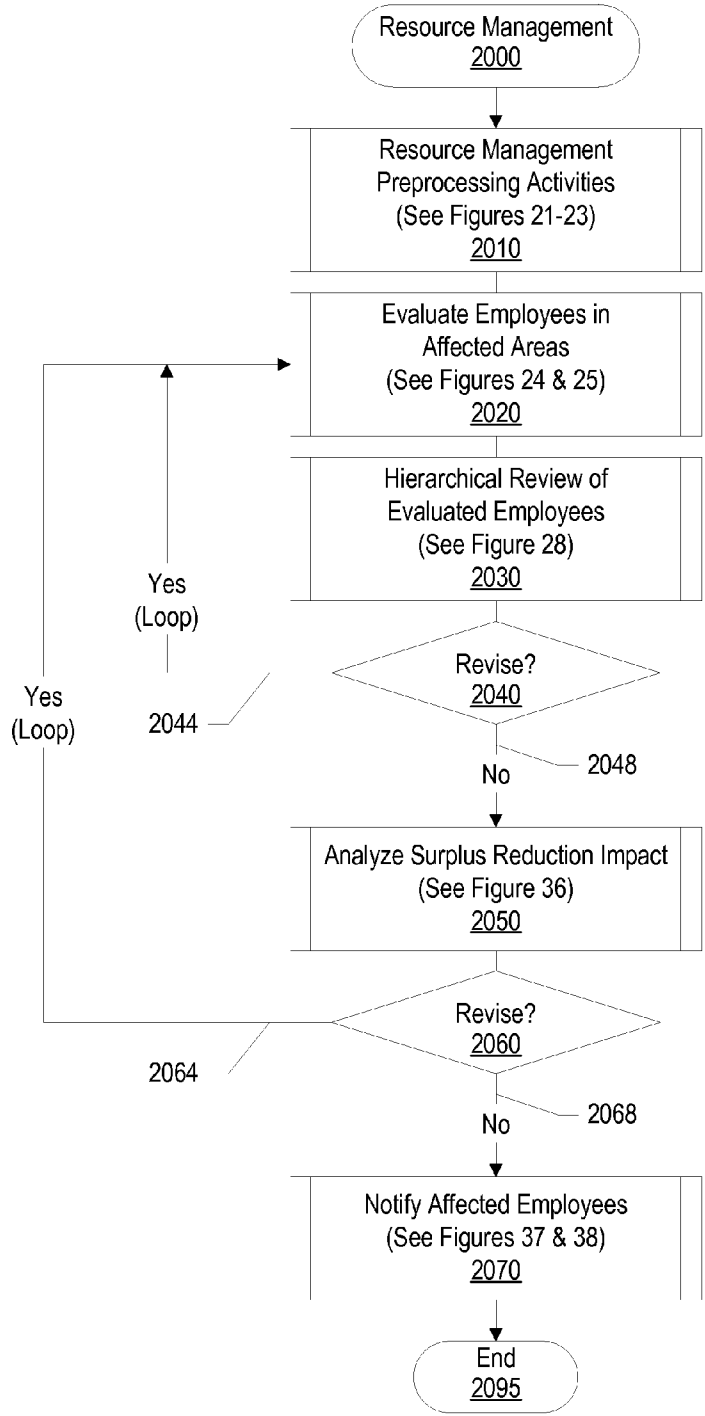 Resource Management
2000
Resource Management
Preprocessing Activities
(See Figures 21-23)
2010
Evaluate Employees in
Affected Areas
(See Figures 24 & 25)
2020
Hierarchical Review of
Evaluated Employees
(See Figure 28)
2030
Yes
(Loop)
Revise?
2040
2044
Yes
(Loop)
2048
No
Analyze Surplus Reduction Impact
(See Figure 36)
2050
Revise?
2060
2064
2068
No
Notify Affected Employees
(See Figures 37 & 38)
2070
End
2095